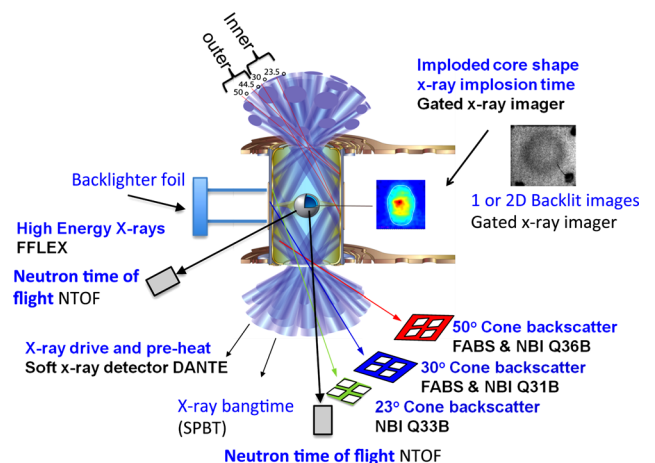 Inner
outer
23.5 o
30 o
44.5 o
50 o
Imploded core shape
x-ray implosion time
Gated x-ray imager
Backlighter foil
1 or 2D Backlit images
Gated x-ray imager
High Energy X-rays
FFLEX
Neutron time of
flight NTOF
50o Cone backscatter
FABS & NBI Q36B
X-ray drive and pre-heat
Soft x-ray detector DANTE
30o Cone backscatter
FABS & NBI Q31B
X-ray bangtime
(SPBT)
23o Cone backscatter
NBI Q33B
Neutron time of flight NTOF